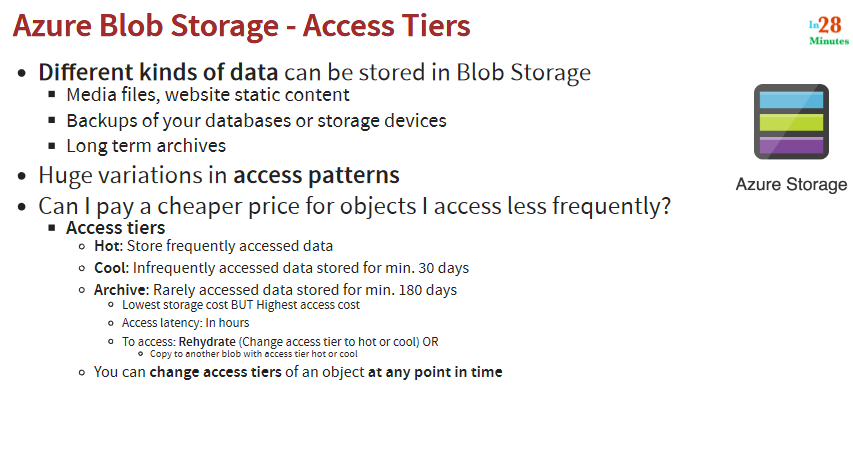 Azure Blob Storage - Access Tiers
In28
Minutes
Different kinds of data can be stored in Blob Storage
Media files, website static content
Backups of your databases or storage devices
Long term archives
Huge variations in access patterns
Can I pay a cheaper price for objects I access less frequently?
Access tiers
Hot: Store frequently accessed data
Cool: Infrequently accessed data stored for min. 30 days
Archive: Rarely accessed data stored for min. 180 days
Lowest storage cost BUT Highest access cost
Access latency: In hours
To access: Rehydrate (Change access tier to hot or cool) OR
Copy to another blob with access tier hot or cool
You can change access tiers of an object at any point in time
Azure Storage